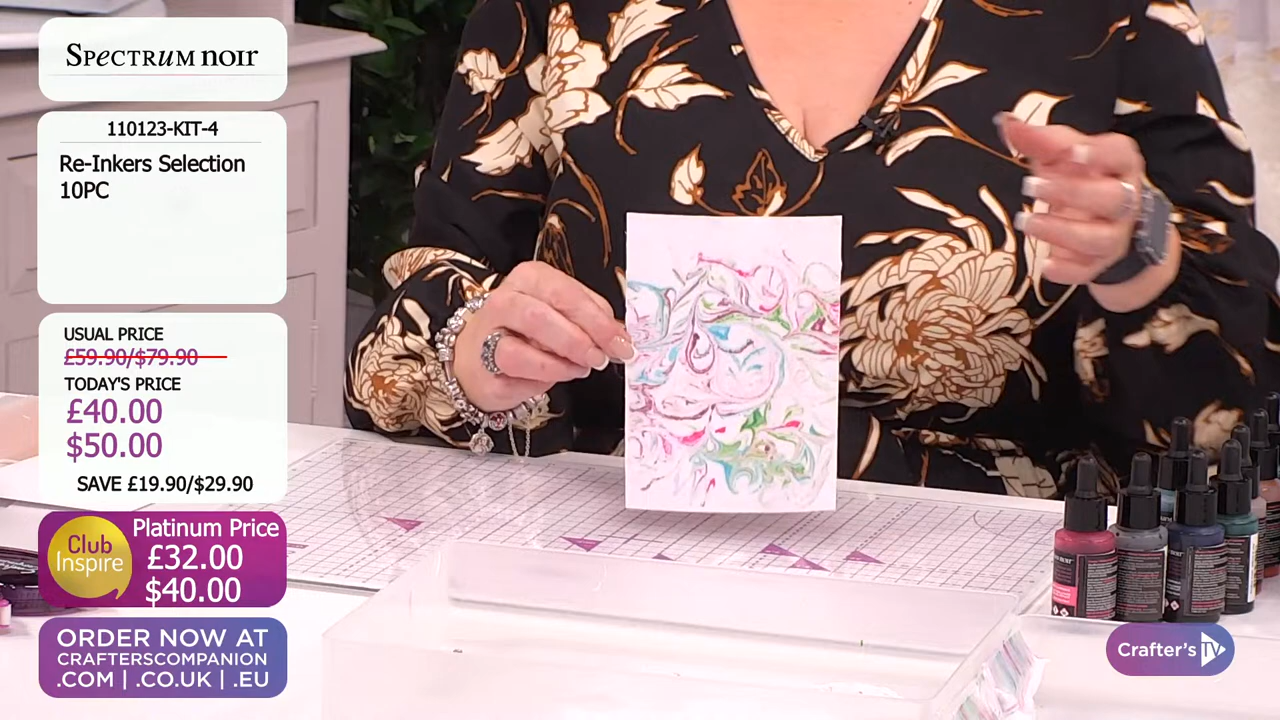 SPECTRUM NOIR
110123-KIT-4
Re-Inkers Selection
10PC
USUAL PRICE
£59.90/$79.90
TODAY'S PRICE
£40.00
$50.00
SAVE £19.90/$29.90
Club
Inspire
Platinum Price
£32.00
$40.00
ORDER NOW AT
CRAFTERSCOMPANION
.COM | .CO.UK | .EU
Crafter's TV